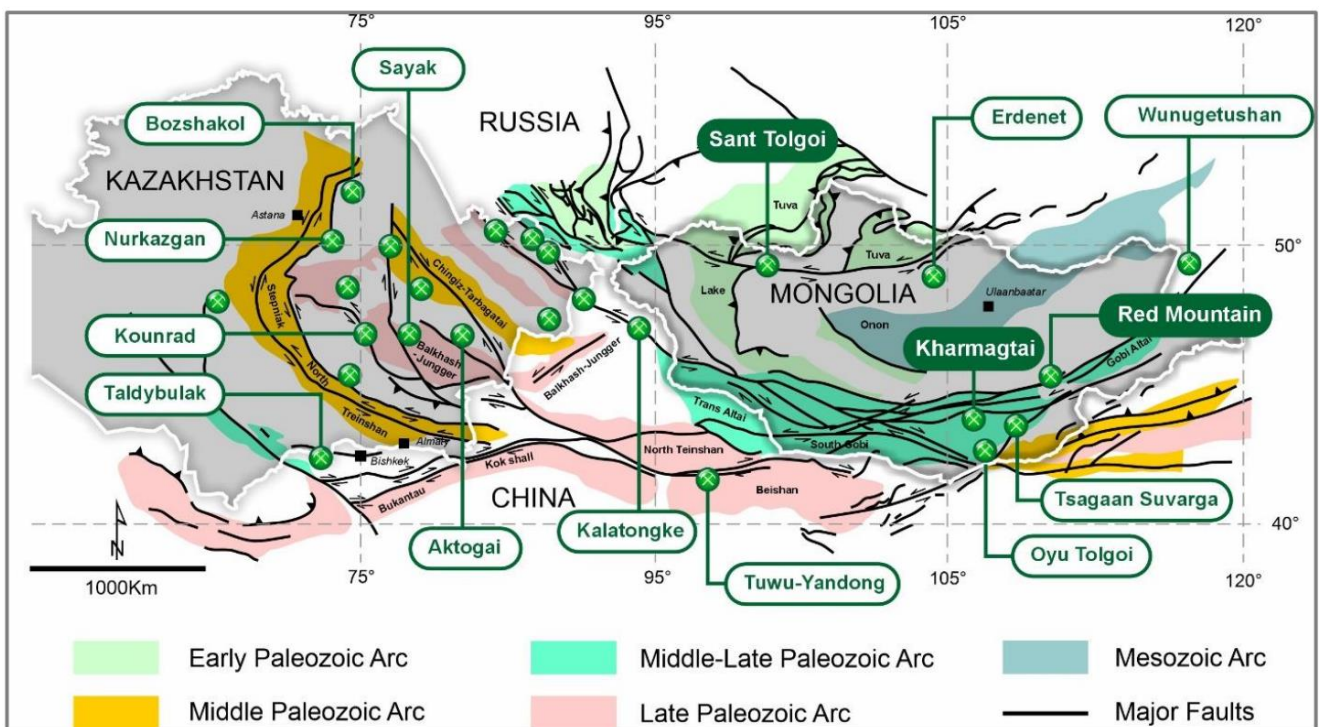 75°
95°
105°
120°
Sayak
RUSSIA
Bozshakol
Sant Tolgoi
Erdenet
Wunugetushan
KAZAKHSTAN
Astana
Tuva
Nurkazgan
50°
Tuva
Chingiz-Tarbagatai
Lake
MONGOLIA
Ulaanbaatar
Stepniak
Onon
Red Mountain
Kounrad
Kharmagtai
Balkhash
-Jungger
Balkhash-Jungger
Gobi Altai
Taldybulak
North
Treinshan
Trans Altai
Almaty
South Gobi
Bishkek
Kok shall
North Teinshan
Bukantau
CHINA
Beishan
Tsagaan Suvarga
N
Aktogai
Kalatongke
40°
Oyu Tolgoi
1000Km
75°
Tuwu-Yandong
95°
105°
120°
Early Paleozoic Arc
Middle-Late Paleozoic Arc
Mesozoic Arc
Middle Paleozoic Arc
Late Paleozoic Arc
Major Faults